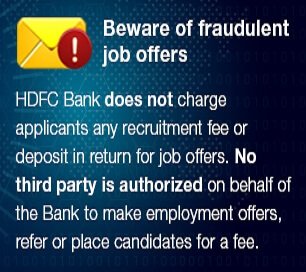 Beware of fraudulent
job offers
HDFC Bank does not charge
applicants any recruitment fee or
deposit in return for job offers. No
third party is authorized on behalf of
the Bank to make employment offers,
refer or place candidates for a fee.